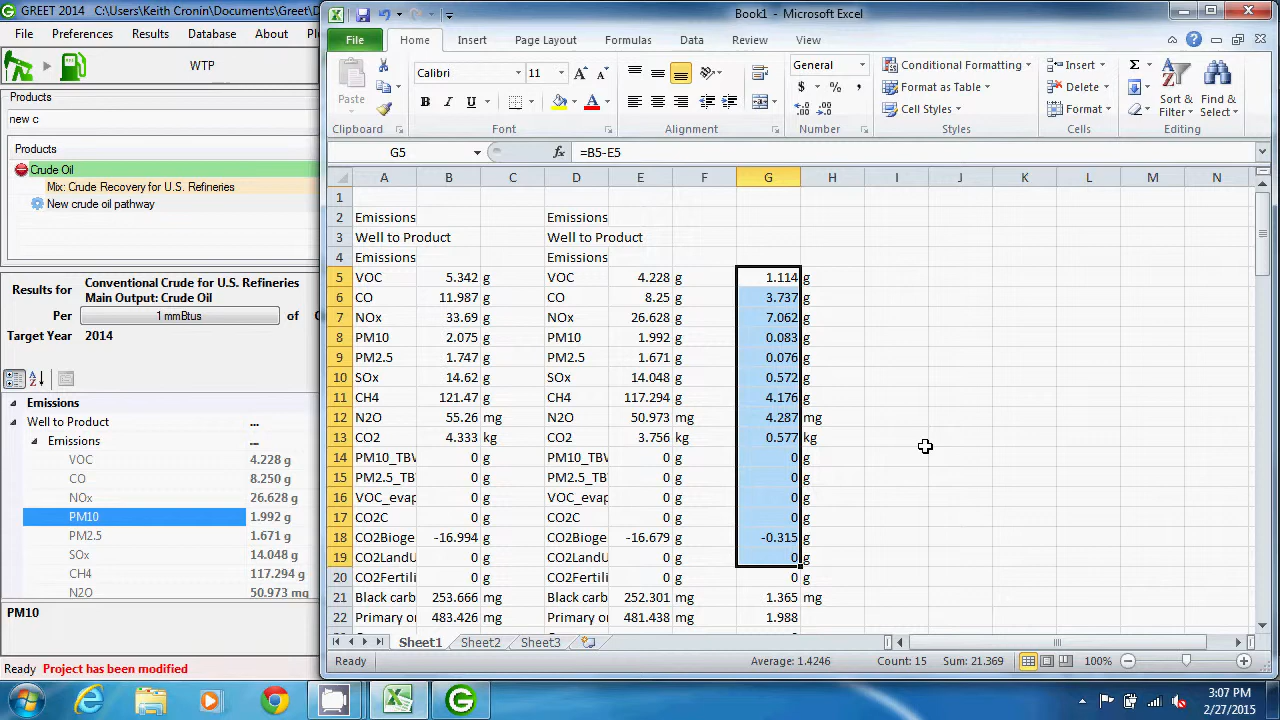 GREET 2014 C:\Users\Keith Cronin\Documents\Greet\D
File Preferences Results Database About Pl
WTP
Products
new c
Products
Crude Oil
Mix: Crude Recovery for U.S. Refineries
New crude oil pathway
Results for Conventional Crude for U.S. Refineries
Main Output: Crude Oil
Per 1 mmBtus of C
Target Year 2014
Emissions
Well to Product ...
Emissions ...
VOC 4.228 g
CO 8.250 g
NOx 26.628 g
PM10 1.992 g
PM2.5 1.671 g
SOx 14.048 g
CH4 117.294 g
N2O 50.973 mg
PM10
Ready Project has been modified
Book1 - Microsoft Excel
File Home Insert Page Layout Formulas Data Review View
Paste Calibri 11 General Conditional Formatting Insert
Format as Table Delete Sort & Filter Find & Select
Cell Styles Format
Clipboard Font Alignment Number Styles Cells Editing
G5 fx =B5-E5
A B C D E F G H I J K L M N
1
2 Emissions Emissions
3 Well to Product Well to Product
4 Emissions Emissions
5 VOC 5.342 g VOC 4.228 g 1.114 g
6 CO 11.987 g CO 8.25 g 3.737 g
7 NOx 33.69 g NOx 26.628 g 7.062 g
8 PM10 2.075 g PM10 1.992 g 0.083 g
9 PM2.5 1.747 g PM2.5 1.671 g 0.076 g
10 SOx 14.62 g SOx 14.048 g 0.572 g
11 CH4 121.47 g CH4 117.294 g 4.176 g
12 N2O 55.26 mg N2O 50.973 mg 4.287 mg
13 CO2 4.333 kg CO2 3.756 kg 0.577 kg
14 PM10_TBV 0 g PM10_TBV 0 g 0 g
15 PM2.5_TB 0 g PM2.5_TB 0 g 0 g
16 VOC_evap 0 g VOC_evap 0 g 0 g
17 CO2C 0 g CO2C 0 g 0 g
18 CO2Bioge -16.994 g CO2Bioge -16.679 g -0.315 g
19 CO2LandU 0 g CO2LandU 0 g 0 g
20 CO2Fertili 0 g CO2Fertili 0 g 0 g
21 Black carb 253.666 mg Black carb 252.301 mg 1.365 mg
22 Primary or 483.426 mg Primary or 481.438 mg 1.988
Sheet1 Sheet2 Sheet3
Ready Average: 1.4246 Count: 15 Sum: 21.369 100%
3:07 PM
2/27/2015